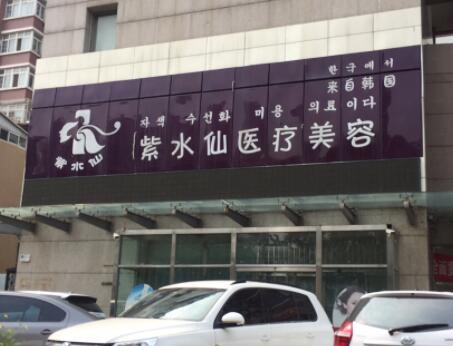 한국에서
来自韩国
자색 수선화 미용 의료이다
紫水仙医疗美容
紫水仙